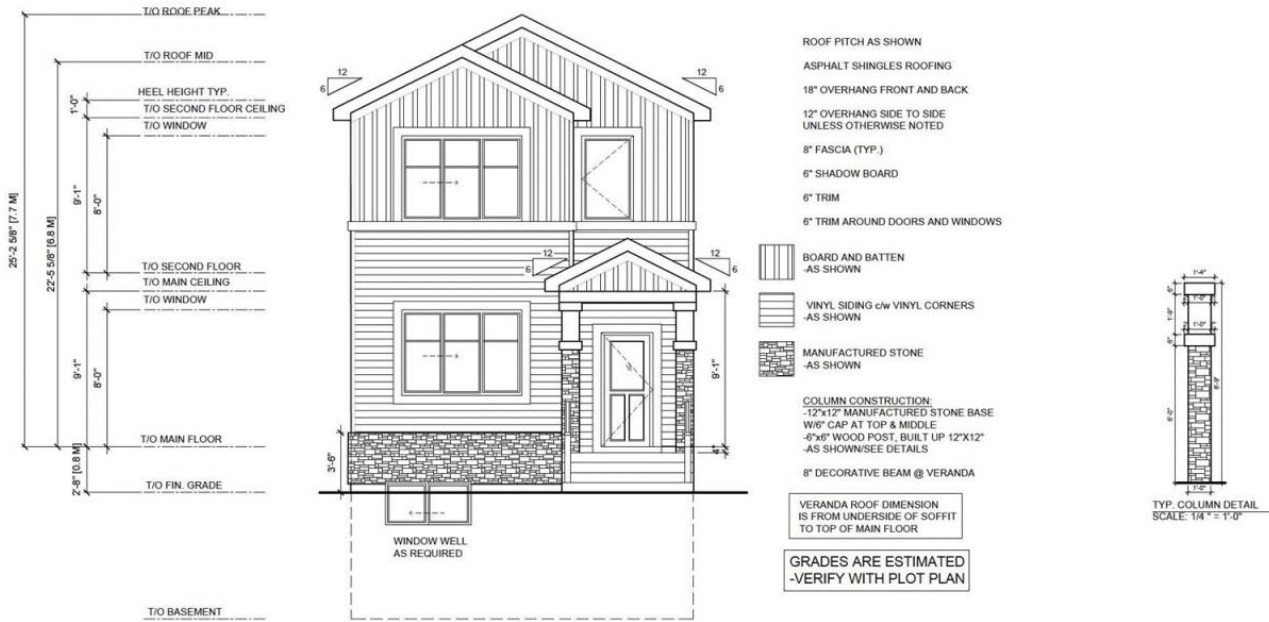 T/O ROOF PEAK
T/O ROOF MID
HEEL HEIGHT TYP.
T/O SECOND FLOOR CEILING
T/O WINDOW
T/O SECOND FLOOR
T/O MAIN CEILING
T/O WINDOW
T/O MAIN FLOOR
T/O FIN. GRADE
T/O BASEMENT
25'-2 5/8" [7.7 M]
22'-5 5/8" [6.8 M]
1'-0"
9'-1"
8'-0"
9'-1"
8'-0"
2'-8" [0.8 M]
3'-6"
12
6
12
6
12
6
12
6
9'-1"
4"
WINDOW WELL
AS REQUIRED
ROOF PITCH AS SHOWN
ASPHALT SHINGLES ROOFING
18" OVERHANG FRONT AND BACK
12" OVERHANG SIDE TO SIDE
UNLESS OTHERWISE NOTED
8" FASCIA (TYP.)
6" SHADOW BOARD
6" TRIM
6" TRIM AROUND DOORS AND WINDOWS
BOARD AND BATTEN
-AS SHOWN
VINYL SIDING c/w VINYL CORNERS
-AS SHOWN
MANUFACTURED STONE
-AS SHOWN
COLUMN CONSTRUCTION:
-12"x12" MANUFACTURED STONE BASE
W/6" CAP AT TOP & MIDDLE
-6"x6" WOOD POST, BUILT UP 12"X12"
-AS SHOWN/SEE DETAILS
8" DECORATIVE BEAM @ VERANDA
VERANDA ROOF DIMENSION
IS FROM UNDERSIDE OF SOFFIT
TO TOP OF MAIN FLOOR
GRADES ARE ESTIMATED
-VERIFY WITH PLOT PLAN
1'-4"
6"
1'-0"
1'-0"
6"
1'-0"
TYP. COLUMN DETAIL
SCALE: 1/4 " = 1'-0"